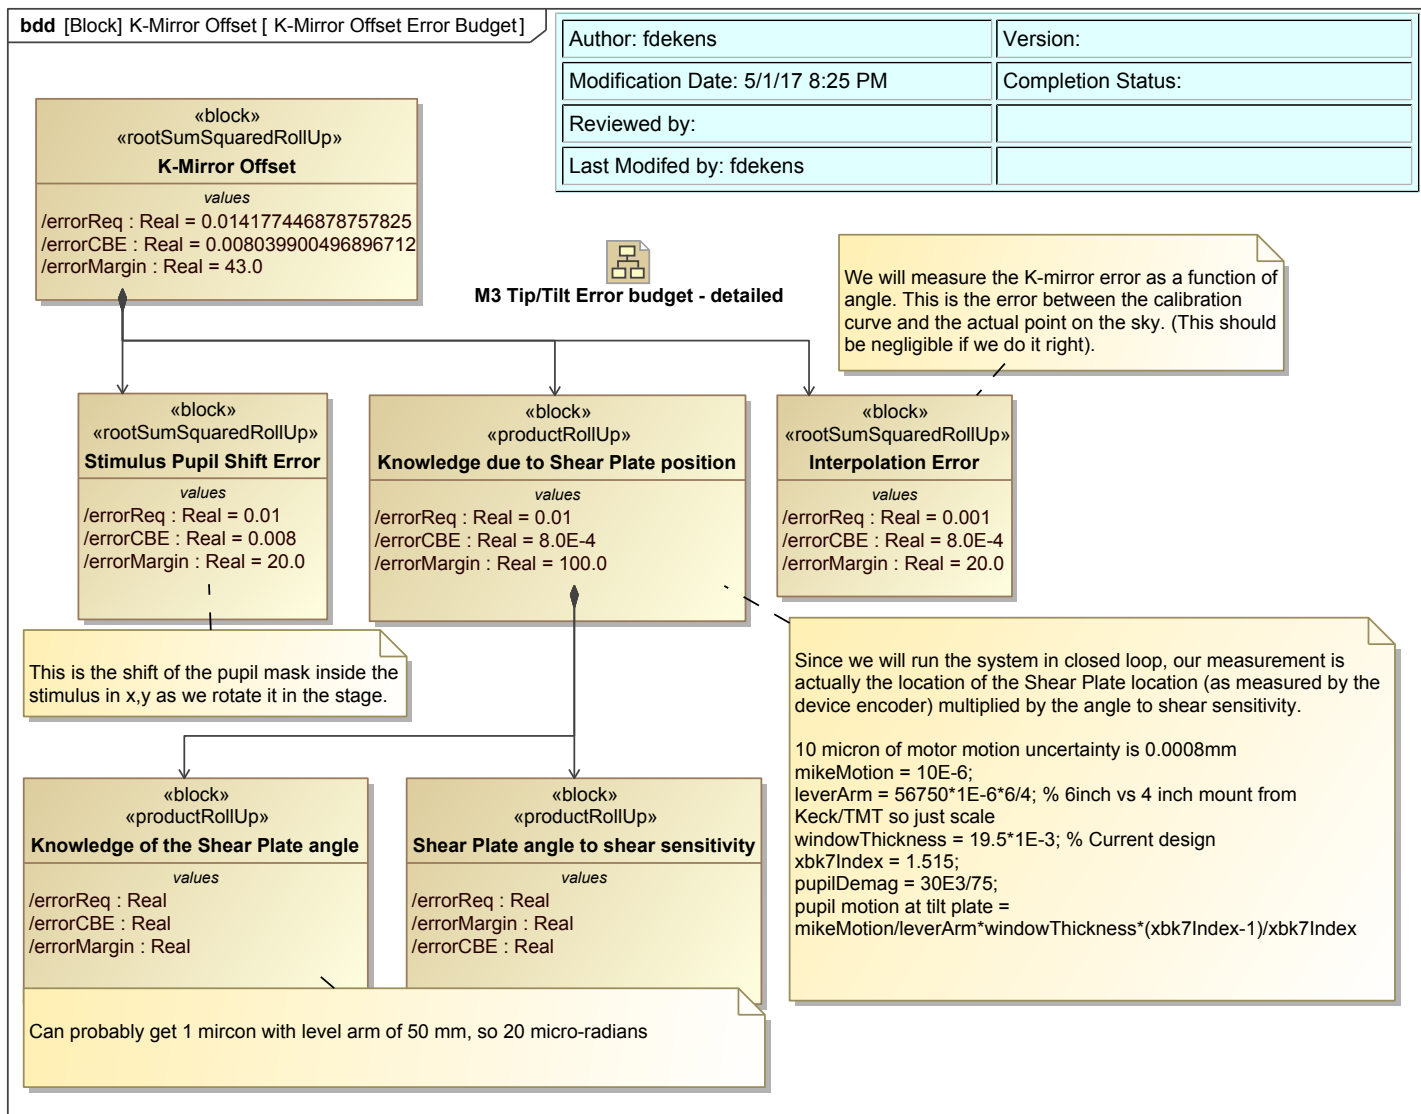 bdd [Block] K-Mirror Offset [ K-Mirror Offset Error Budget]
Author: fdekens
Version:
Modification Date: 5/1/17 8:25 PM
Completion Status:
Reviewed by:
Last Modifed by: fdekens
«block»
«rootSumSquaredRollUp»
K-Mirror Offset
values
/errorReq : Real = 0.014177446878757825
/errorCBE : Real = 0.008039900496896712
/errorMargin : Real = 43.0
M3 Tip/Tilt Error budget - detailed
We will measure the K-mirror error as a function of
angle. This is the error between the calibration
curve and the actual point on the sky. (This should
be negligible if we do it right).
«block»
«rootSumSquaredRollUp»
Stimulus Pupil Shift Error
values
/errorReq : Real = 0.01
/errorCBE : Real = 0.008
/errorMargin : Real = 20.0
«block»
«productRollUp»
Knowledge due to Shear Plate position
values
/errorReq : Real = 0.01
/errorCBE : Real = 8.0E-4
/errorMargin : Real = 100.0
«block»
«rootSumSquaredRollUp»
Interpolation Error
values
/errorReq : Real = 0.001
/errorCBE : Real = 8.0E-4
/errorMargin : Real = 20.0
This is the shift of the pupil mask inside the
stimulus in x,y as we rotate it in the stage.
Since we will run the system in closed loop, our measurement is
actually the location of the Shear Plate location (as measured by the
device encoder) multiplied by the angle to shear sensitivity.
10 micron of motor motion uncertainty is 0.0008mm
mikeMotion = 10E-6;
leverArm = 56750*1E-6*6/4; % 6inch vs 4 inch mount from
Keck/TMT so just scale
windowThickness = 19.5*1E-3; % Current design
xbk7Index = 1.515;
pupilDemag = 30E3/75;
pupil motion at tilt plate =
mikeMotion/leverArm*windowThickness*(xbk7Index-1)/xbk7Index
«block»
«productRollUp»
Knowledge of the Shear Plate angle
values
/errorReq : Real
/errorCBE : Real
/errorMargin : Real
«block»
«productRollUp»
Shear Plate angle to shear sensitivity
values
/errorReq : Real
/errorMargin : Real
/errorCBE : Real
Can probably get 1 mircon with level arm of 50 mm, so 20 micro-radians